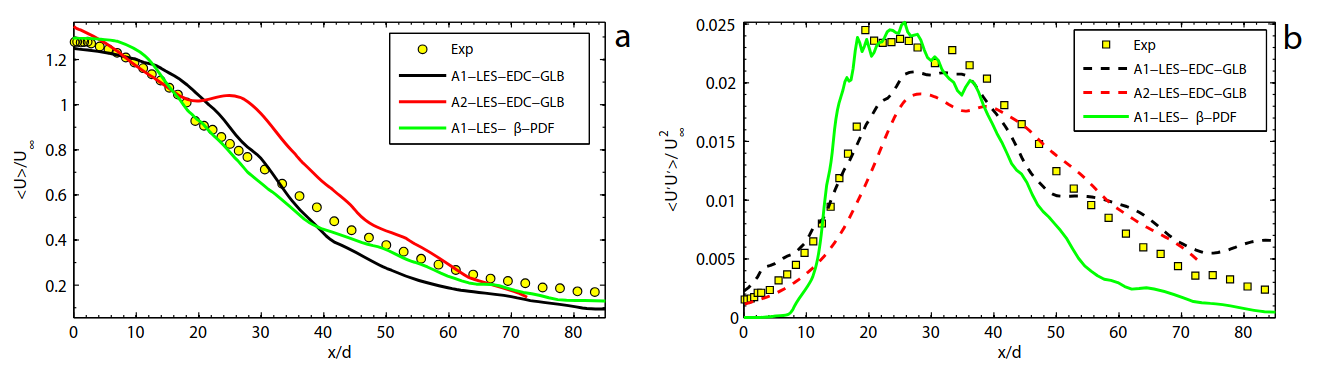 a
Exp
A1–LES–EDC–GLB
A2–LES–EDC–GLB
A1–LES– β–PDF
1.2
1
0.8
0.6
0.4
0.2
<U>/U∞
0 10 20 30 40 50 60 70 80
x/d
b
Exp
A1–LES–EDC–GLB
A2–LES–EDC–GLB
A1–LES– β–PDF
0.025
0.02
0.015
0.01
0.005
0
<U'U'>/ U²∞
0 10 20 30 40 50 60 70 80
x/d